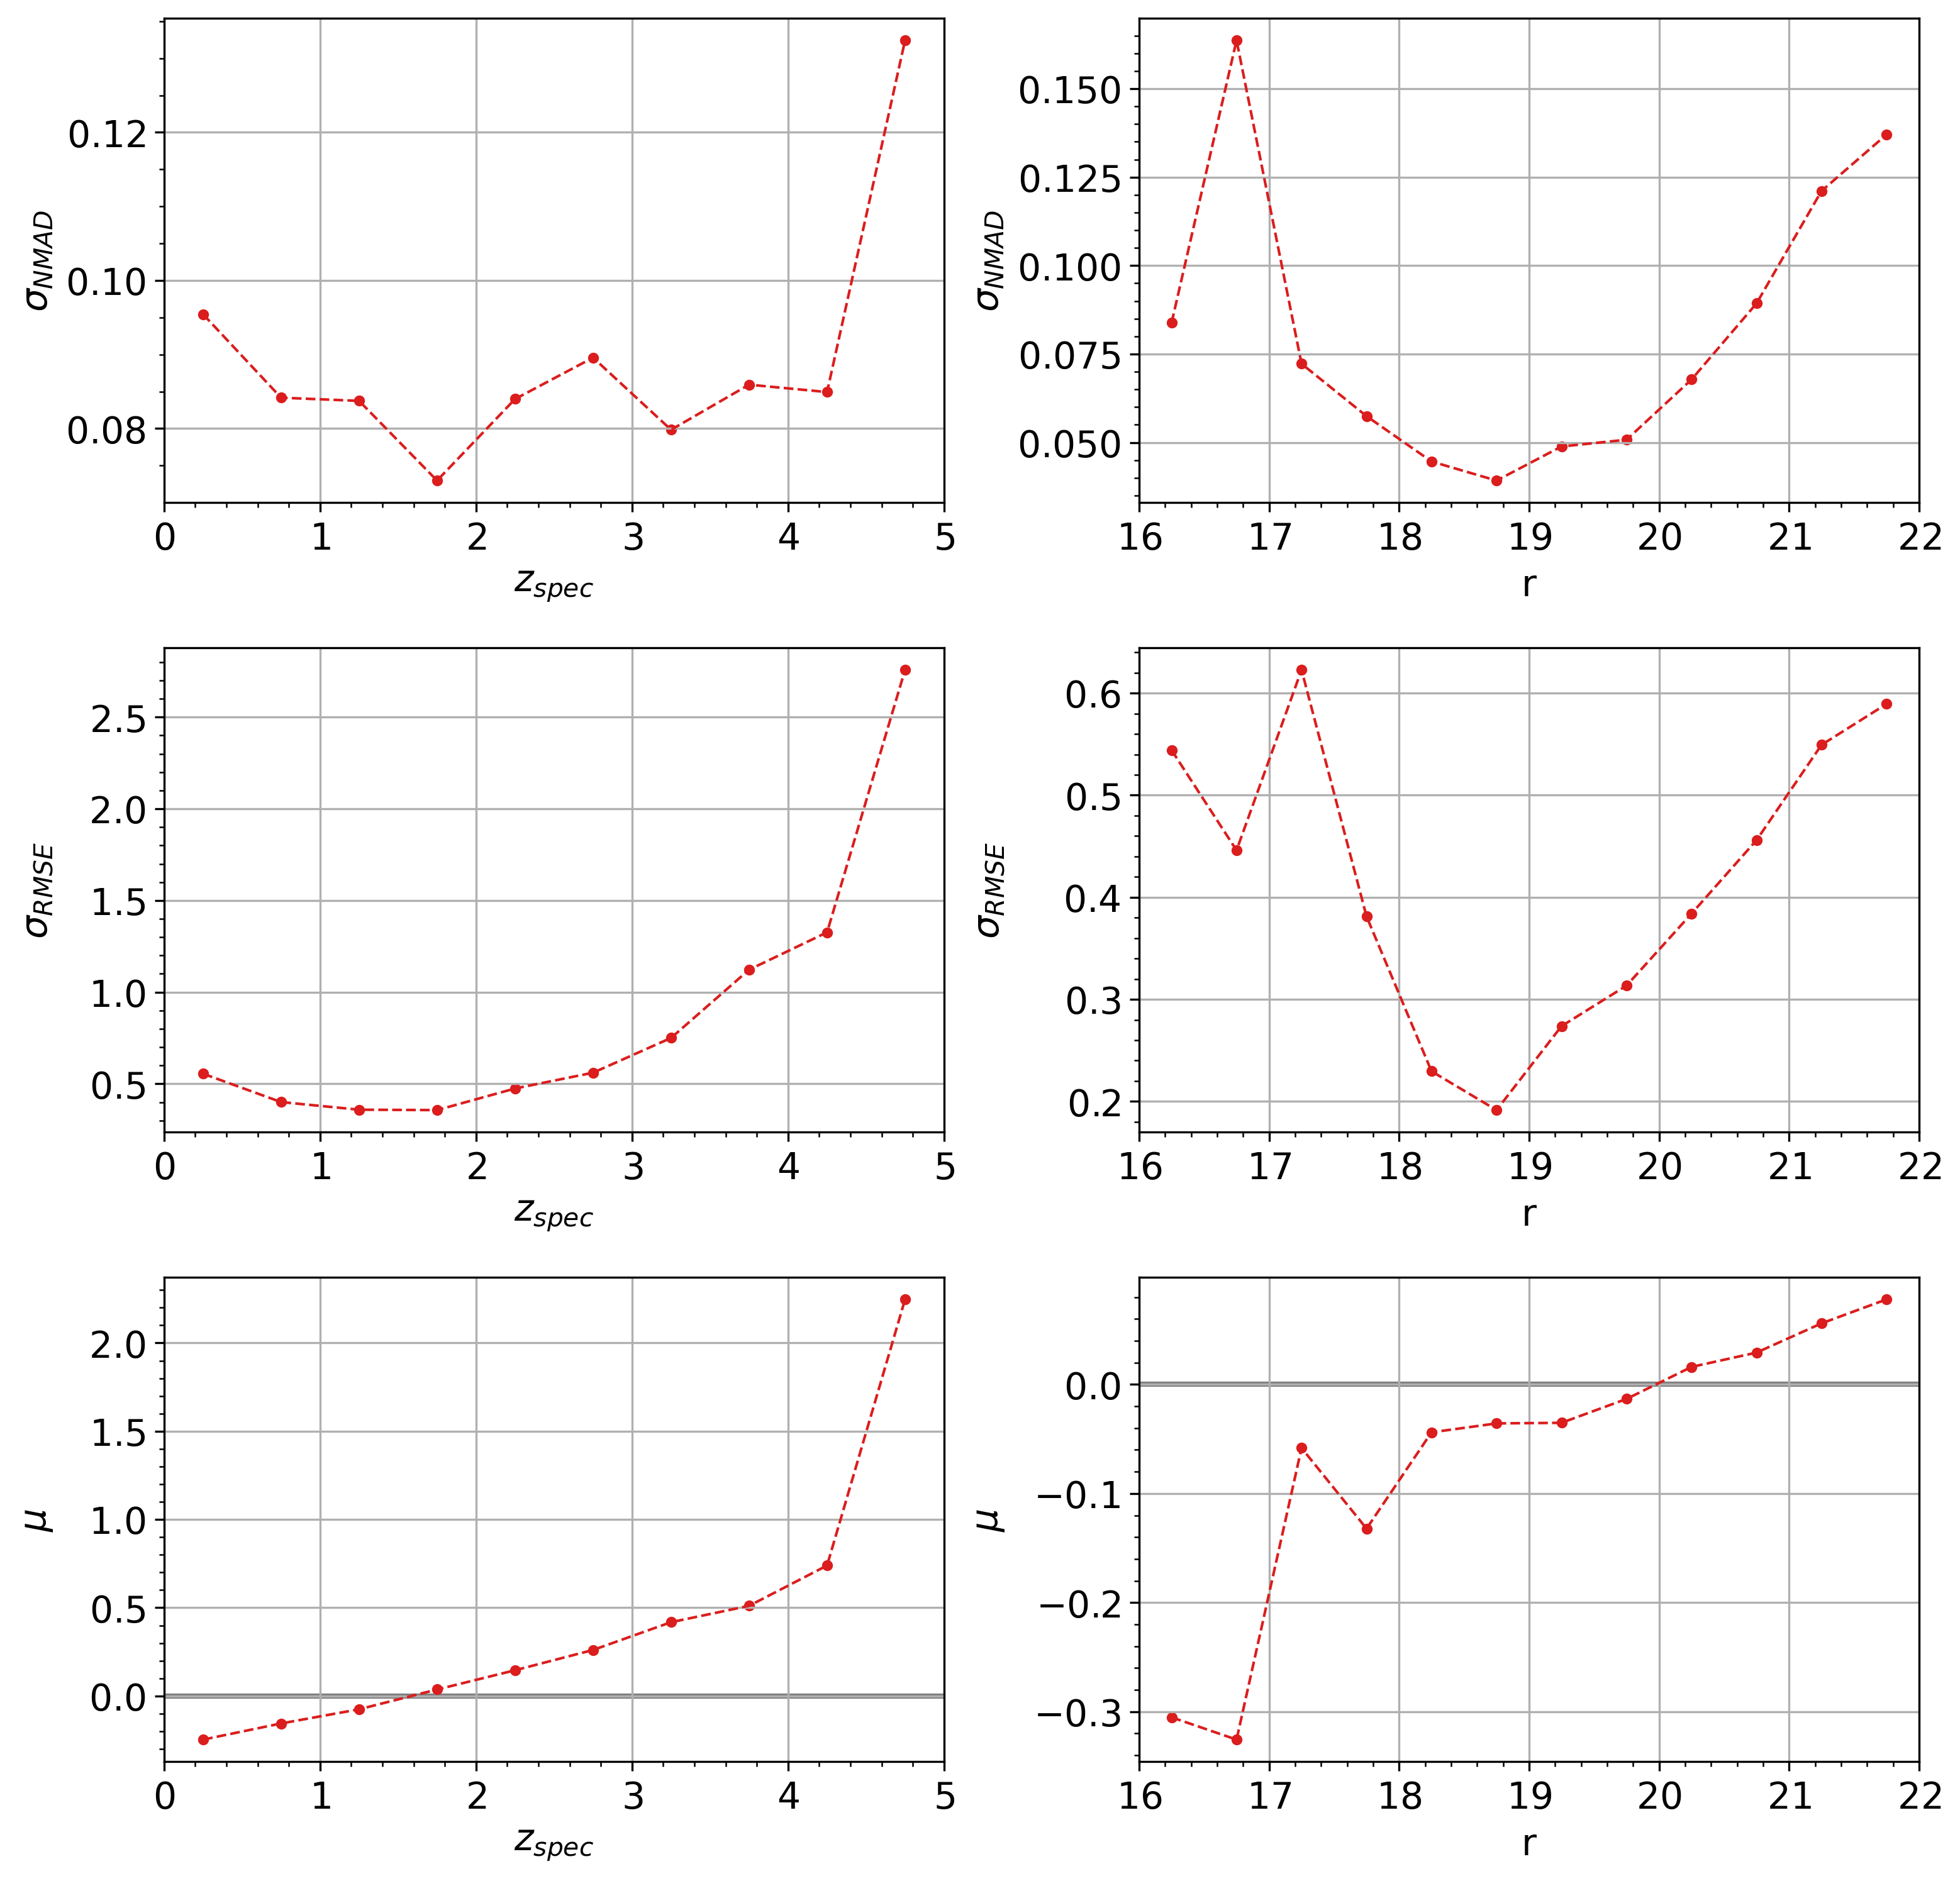 0.12
0.10
0.08
σNMAD
0 1 2 3 4 5
zspec
0.150
0.125
0.100
0.075
0.050
σNMAD
16 17 18 19 20 21 22
r
2.5
2.0
1.5
1.0
0.5
σRMSE
0 1 2 3 4 5
zspec
0.6
0.5
0.4
0.3
0.2
σRMSE
16 17 18 19 20 21 22
r
2.0
1.5
1.0
0.5
0.0
μ
0 1 2 3 4 5
zspec
0.0
−0.1
−0.2
−0.3
μ
16 17 18 19 20 21 22
r